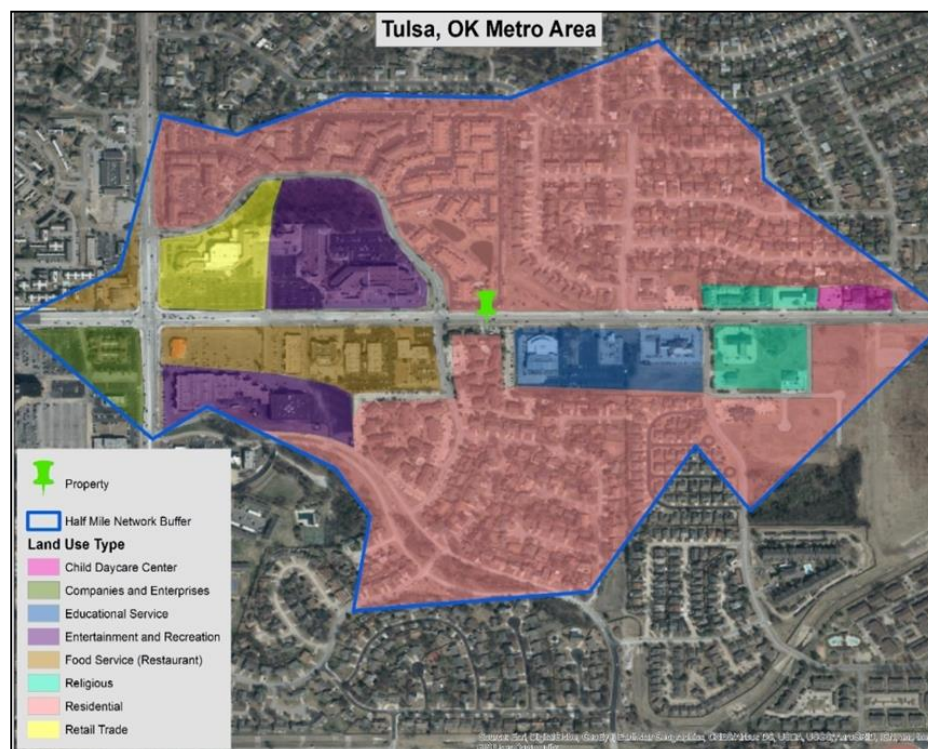 Tulsa, OK Metro Area
Property
Half Mile Network Buffer
Land Use Type
Child Daycare Center
Companies and Enterprises
Educational Service
Entertainment and Recreation
Food Service (Restaurant)
Religious
Residential
Retail Trade